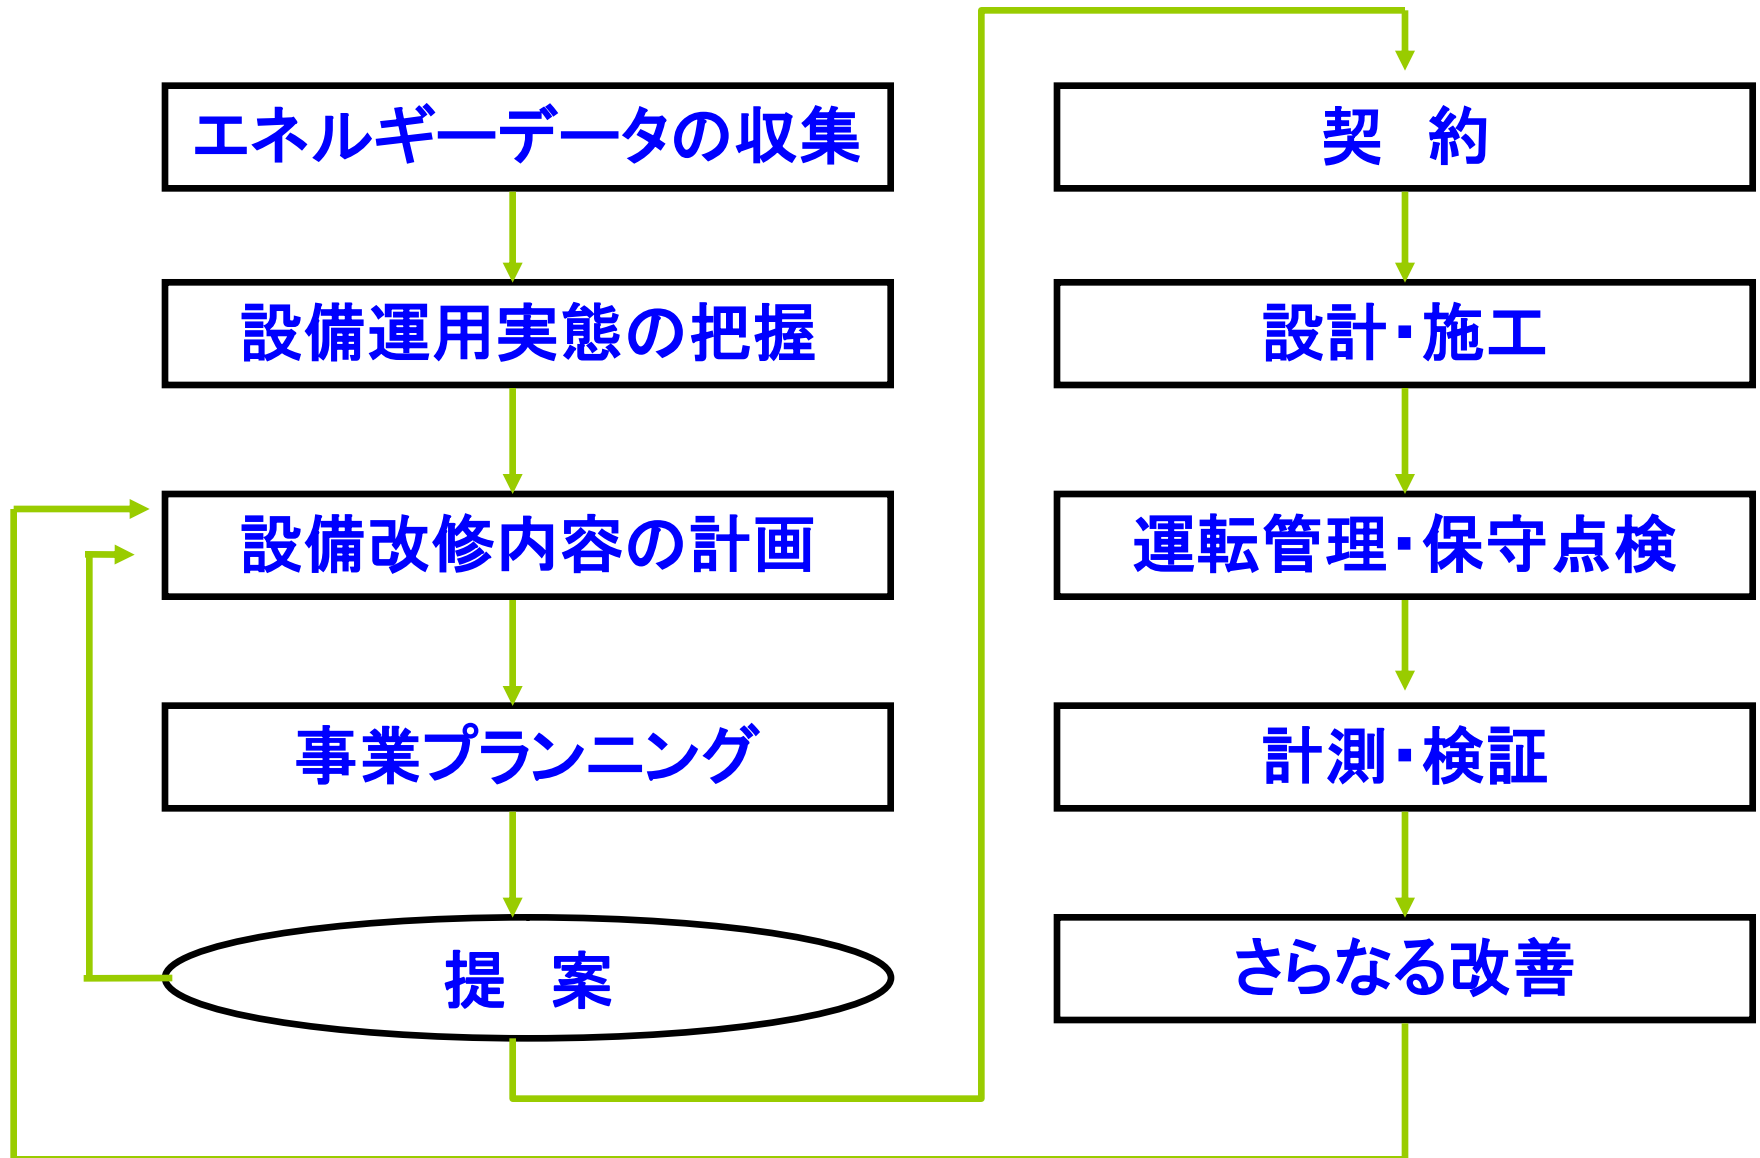 エネルギーデータの収集
設備運用実態の把握
設備改修内容の計画
事業プランニング
提　案
契　約
設計・施工
運転管理・保守点検
計測・検証
さらなる改善